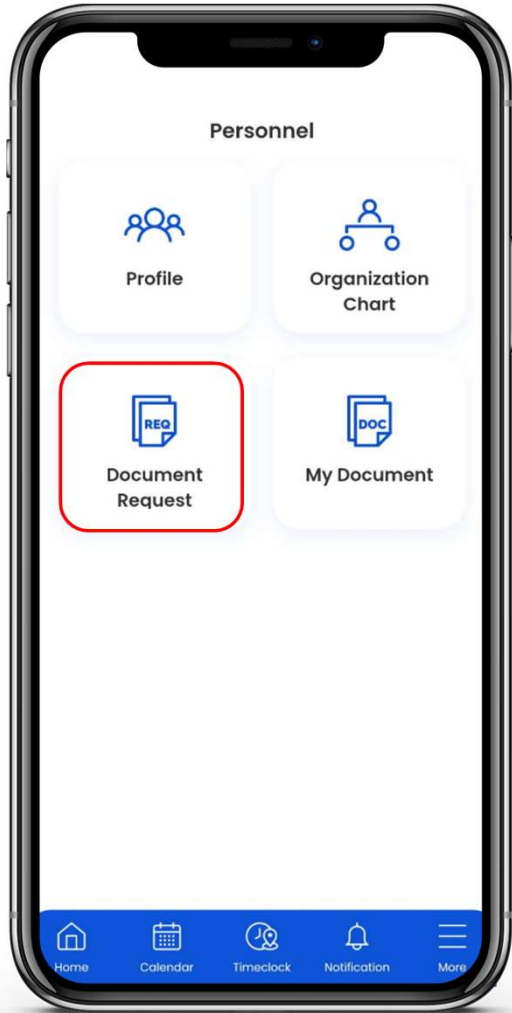 Personnel
Profile
Organization
Chart
REQ
Document
Request
DOC
My Document
Home
Calendar
Timeclock
Notification
More